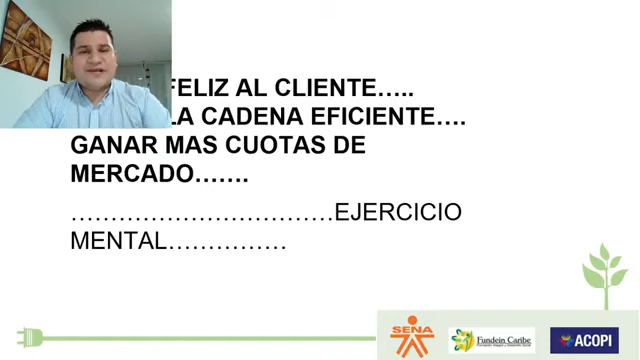 FELIZ AL CLIENTE.....
LA CADENA EFICIENTE....
GANAR MAS CUOTAS DE
MERCADO.......
.................................EJERCICIO
MENTAL...............
SENA
Fundein Caribe
ACOPI